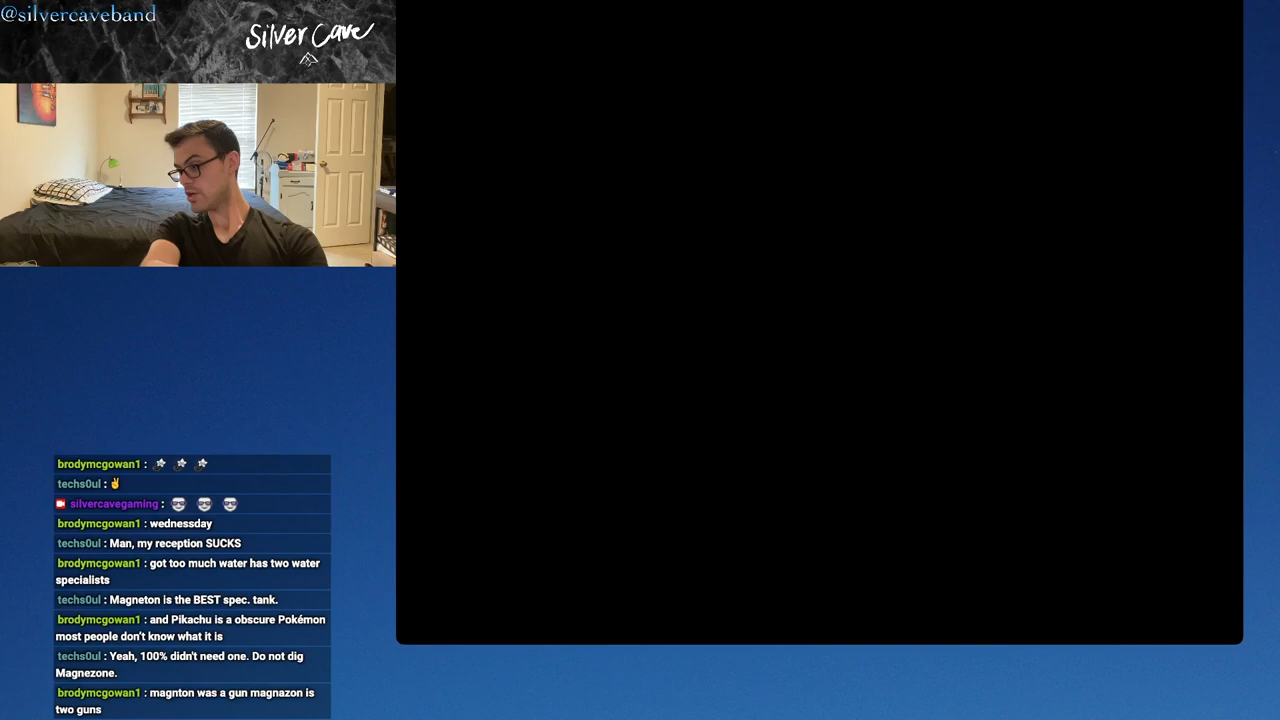 @silvercaveband
Silver Cave
brodymcgowan1 :
techs0ul : ✌
silvercavegaming :
brodymcgowan1 : wednessday
techs0ul : Man, my reception SUCKS
brodymcgowan1 : got too much water has two water
specialists
techs0ul : Magneton is the BEST spec. tank.
brodymcgowan1 : and Pikachu is a obscure Pokémon
most people don't know what it is
techs0ul : Yeah, 100% didn't need one. Do not dig
Magnezone.
brodymcgowan1 : magnton was a gun magnazon is
two guns